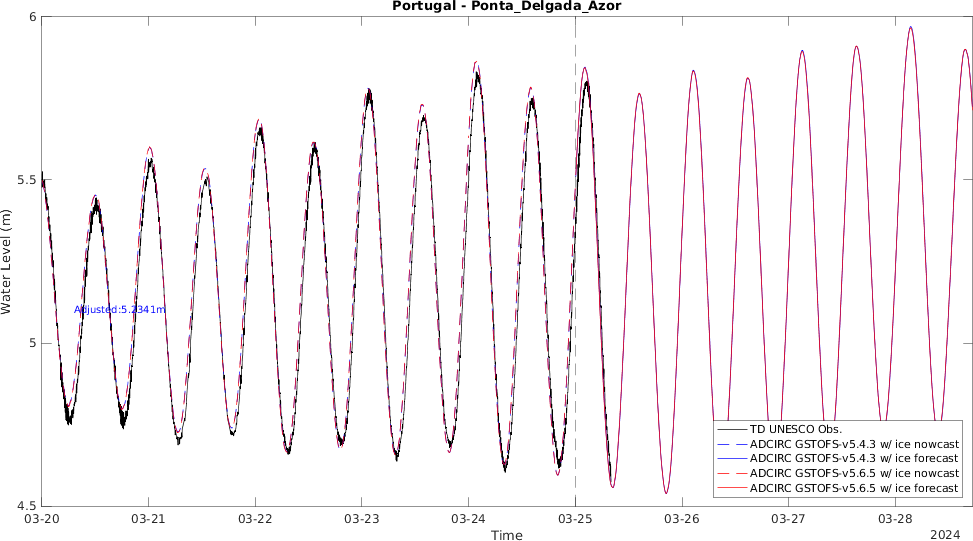 Portugal - Ponta_Delgada_Azor
6
5.5
5
4.5
Water Level (m)
Adjusted:5.2341m
TD UNESCO Obs.
ADCIRC GSTOFS-v5.4.3 w/ ice nowcast
ADCIRC GSTOFS-v5.4.3 w/ ice forecast
ADCIRC GSTOFS-v5.6.5 w/ ice nowcast
ADCIRC GSTOFS-v5.6.5 w/ ice forecast
03-20 03-21 03-22 03-23 03-24 03-25 03-26 03-27 03-28
Time
2024